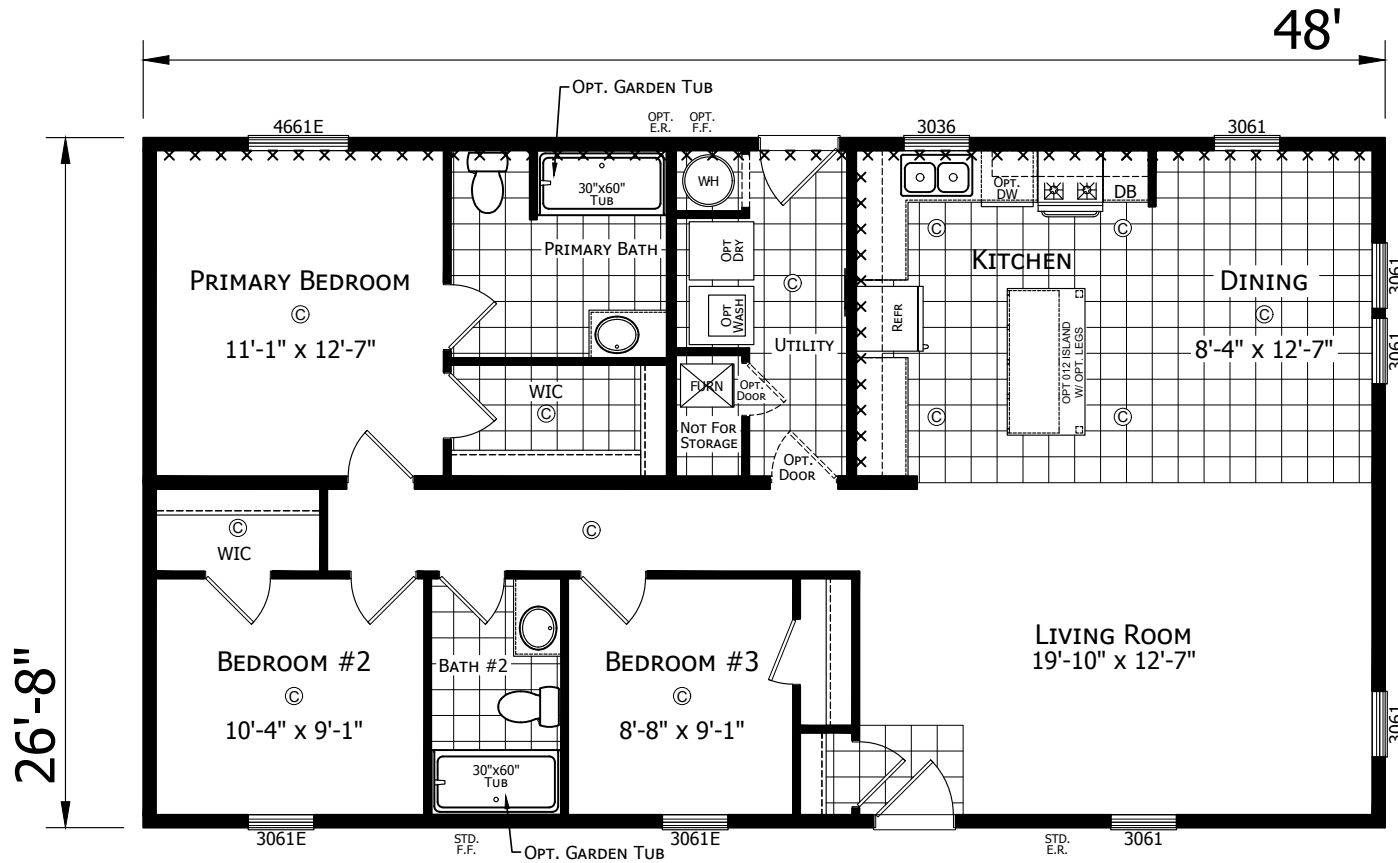 48'
OPT. GARDEN TUB
OPT.
E.R.
OPT.
F.F.
4661E
3036
3061
30"x60"
TUB
WH
OPT.
DW
DB
PRIMARY BATH
OPT
DRY
PRIMARY BEDROOM
©
11'-1" x 12'-7"
©
©
©
KITCHEN
DINING
©
8'-4" x 12'-7"
3061
3061
OPT
WASH
REFR
UTILITY
OPT 012 ISLAND
W/ OPT. LEGS
WIC
©
FURN
OPT.
DOOR
NOT FOR
STORAGE
©
©
OPT.
DOOR
©
WIC
©
26'-8"
BEDROOM #2
©
10'-4" x 9'-1"
BATH #2
BEDROOM #3
©
8'-8" x 9'-1"
LIVING ROOM
19'-10" x 12'-7"
3061
30"x60"
TUB
3061E
STD.
F.F.
OPT. GARDEN TUB
3061E
STD.
E.R.
3061